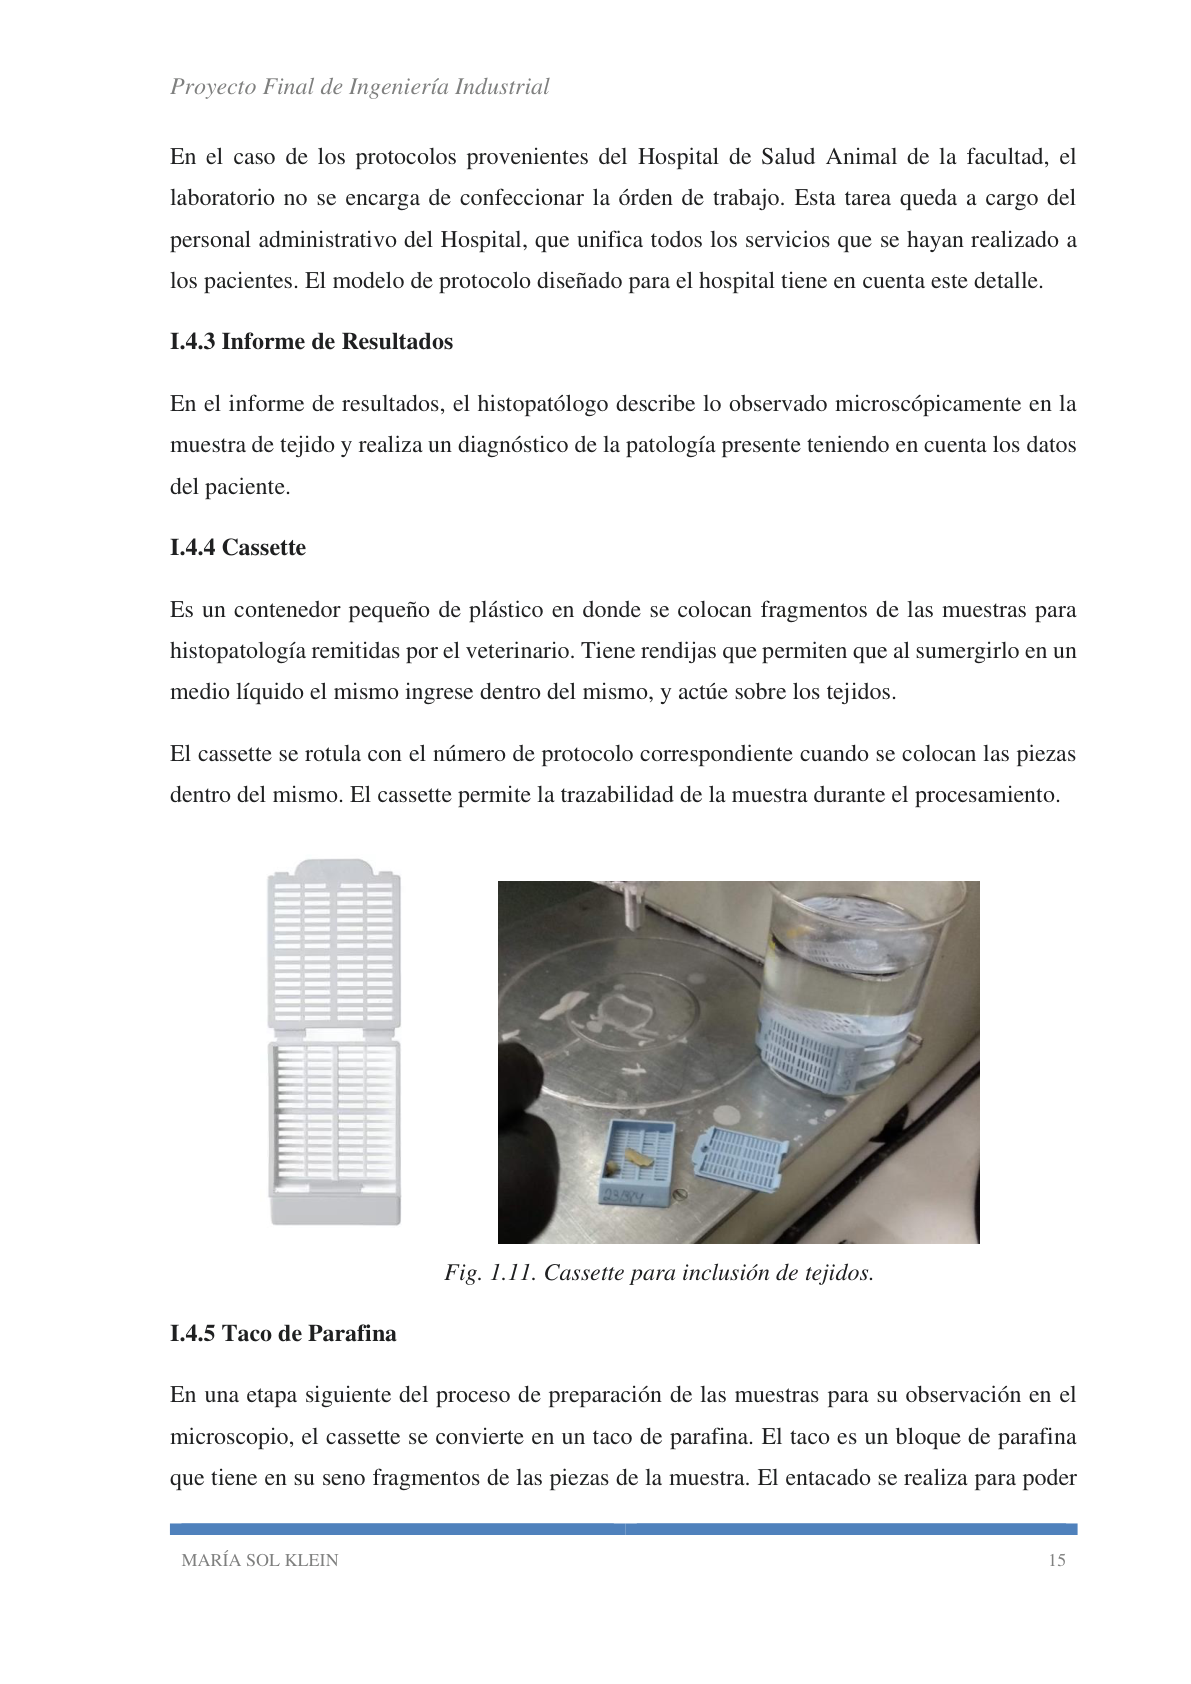 Proyecto Final de Ingeniería Industrial
En el caso de los protocolos provenientes del Hospital de Salud Animal de la facultad, el
laboratorio no se encarga de confeccionar la órden de trabajo. Esta tarea queda a cargo del
personal administrativo del Hospital, que unifica todos los servicios que se hayan realizado a
los pacientes. El modelo de protocolo diseñado para el hospital tiene en cuenta este detalle.
I.4.3 Informe de Resultados
En el informe de resultados, el histopatólogo describe lo observado microscópicamente en la
muestra de tejido y realiza un diagnóstico de la patología presente teniendo en cuenta los datos
del paciente.
I.4.4 Cassette
Es un contenedor pequeño de plástico en donde se colocan fragmentos de las muestras para
histopatología remitidas por el veterinario. Tiene rendijas que permiten que al sumergirlo en un
medio líquido el mismo ingrese dentro del mismo, y actúe sobre los tejidos.
El cassette se rotula con el número de protocolo correspondiente cuando se colocan las piezas
dentro del mismo. El cassette permite la trazabilidad de la muestra durante el procesamiento.
Fig. 1.11. Cassette para inclusión de tejidos.
I.4.5 Taco de Parafina
En una etapa siguiente del proceso de preparación de las muestras para su observación en el
microscopio, el cassette se convierte en un taco de parafina. El taco es un bloque de parafina
que tiene en su seno fragmentos de las piezas de la muestra. El entacado se realiza para poder
MARÍA SOL KLEIN 15